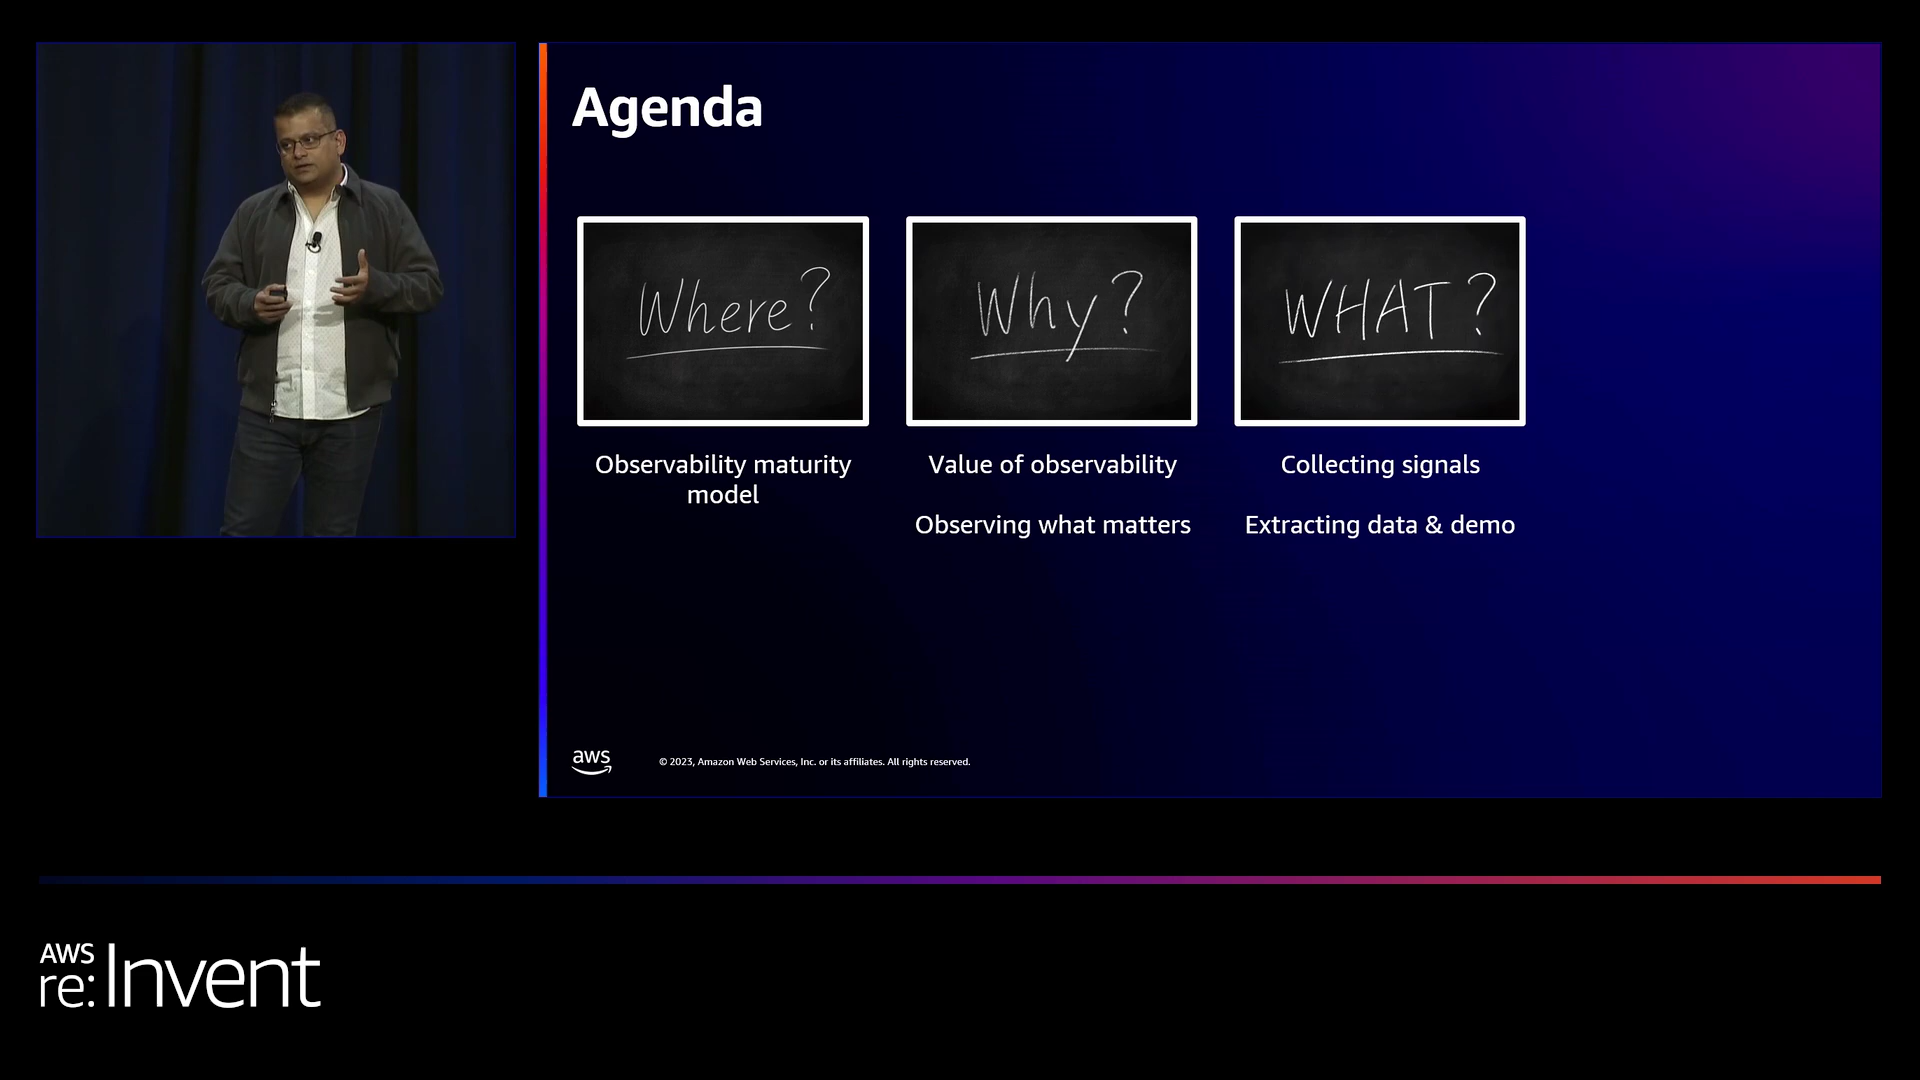 Agenda
Where?
Why?
WHAT?
Observability maturity
model
Value of observability
Observing what matters
Collecting signals
Extracting data & demo
aws
© 2023, Amazon Web Services, Inc. or its affiliates. All rights reserved.
AWS
re:Invent